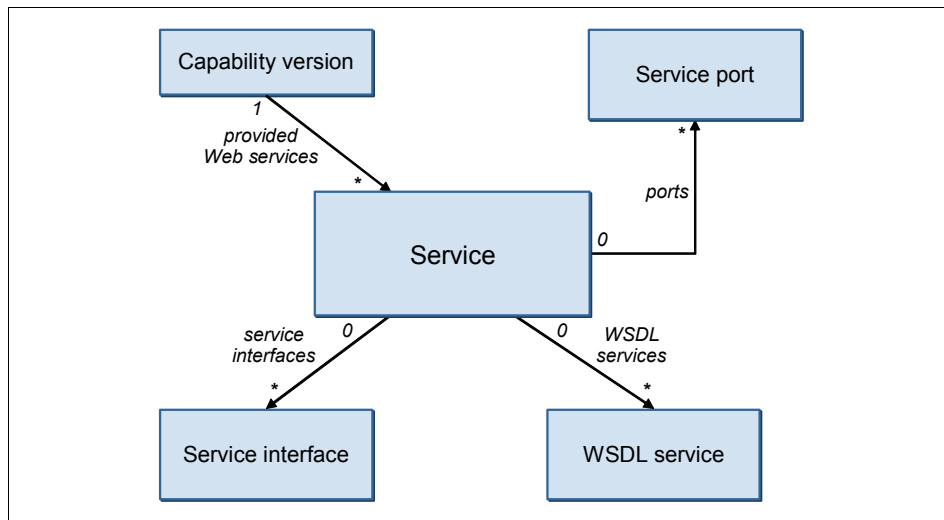 Capability version
Service port
1
provided
Web services
*
*
ports
0
Service
service
interfaces
0
0
WSDL
services
*
*
Service interface
WSDL service